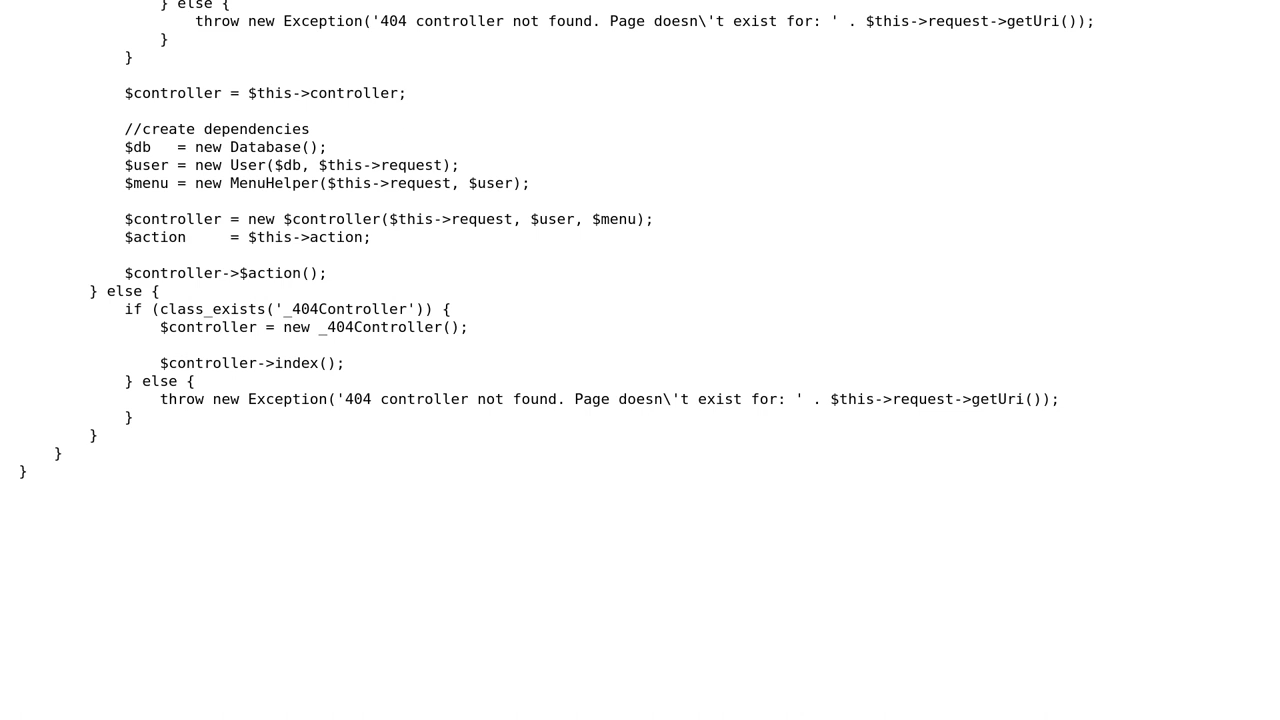 } else {
                    throw new Exception('404 controller not found. Page doesn\'t exist for: ' . $this->request->getUri());
                }
            }

            $controller = $this->controller;

            //create dependencies
            $db   = new Database();
            $user = new User($db, $this->request);
            $menu = new MenuHelper($this->request, $user);

            $controller = new $controller($this->request, $user, $menu);
            $action     = $this->action;

            $controller->$action();
        } else {
            if (class_exists('_404Controller')) {
                $controller = new _404Controller();

                $controller->index();
            } else {
                throw new Exception('404 controller not found. Page doesn\'t exist for: ' . $this->request->getUri());
            }
        }
    }
}